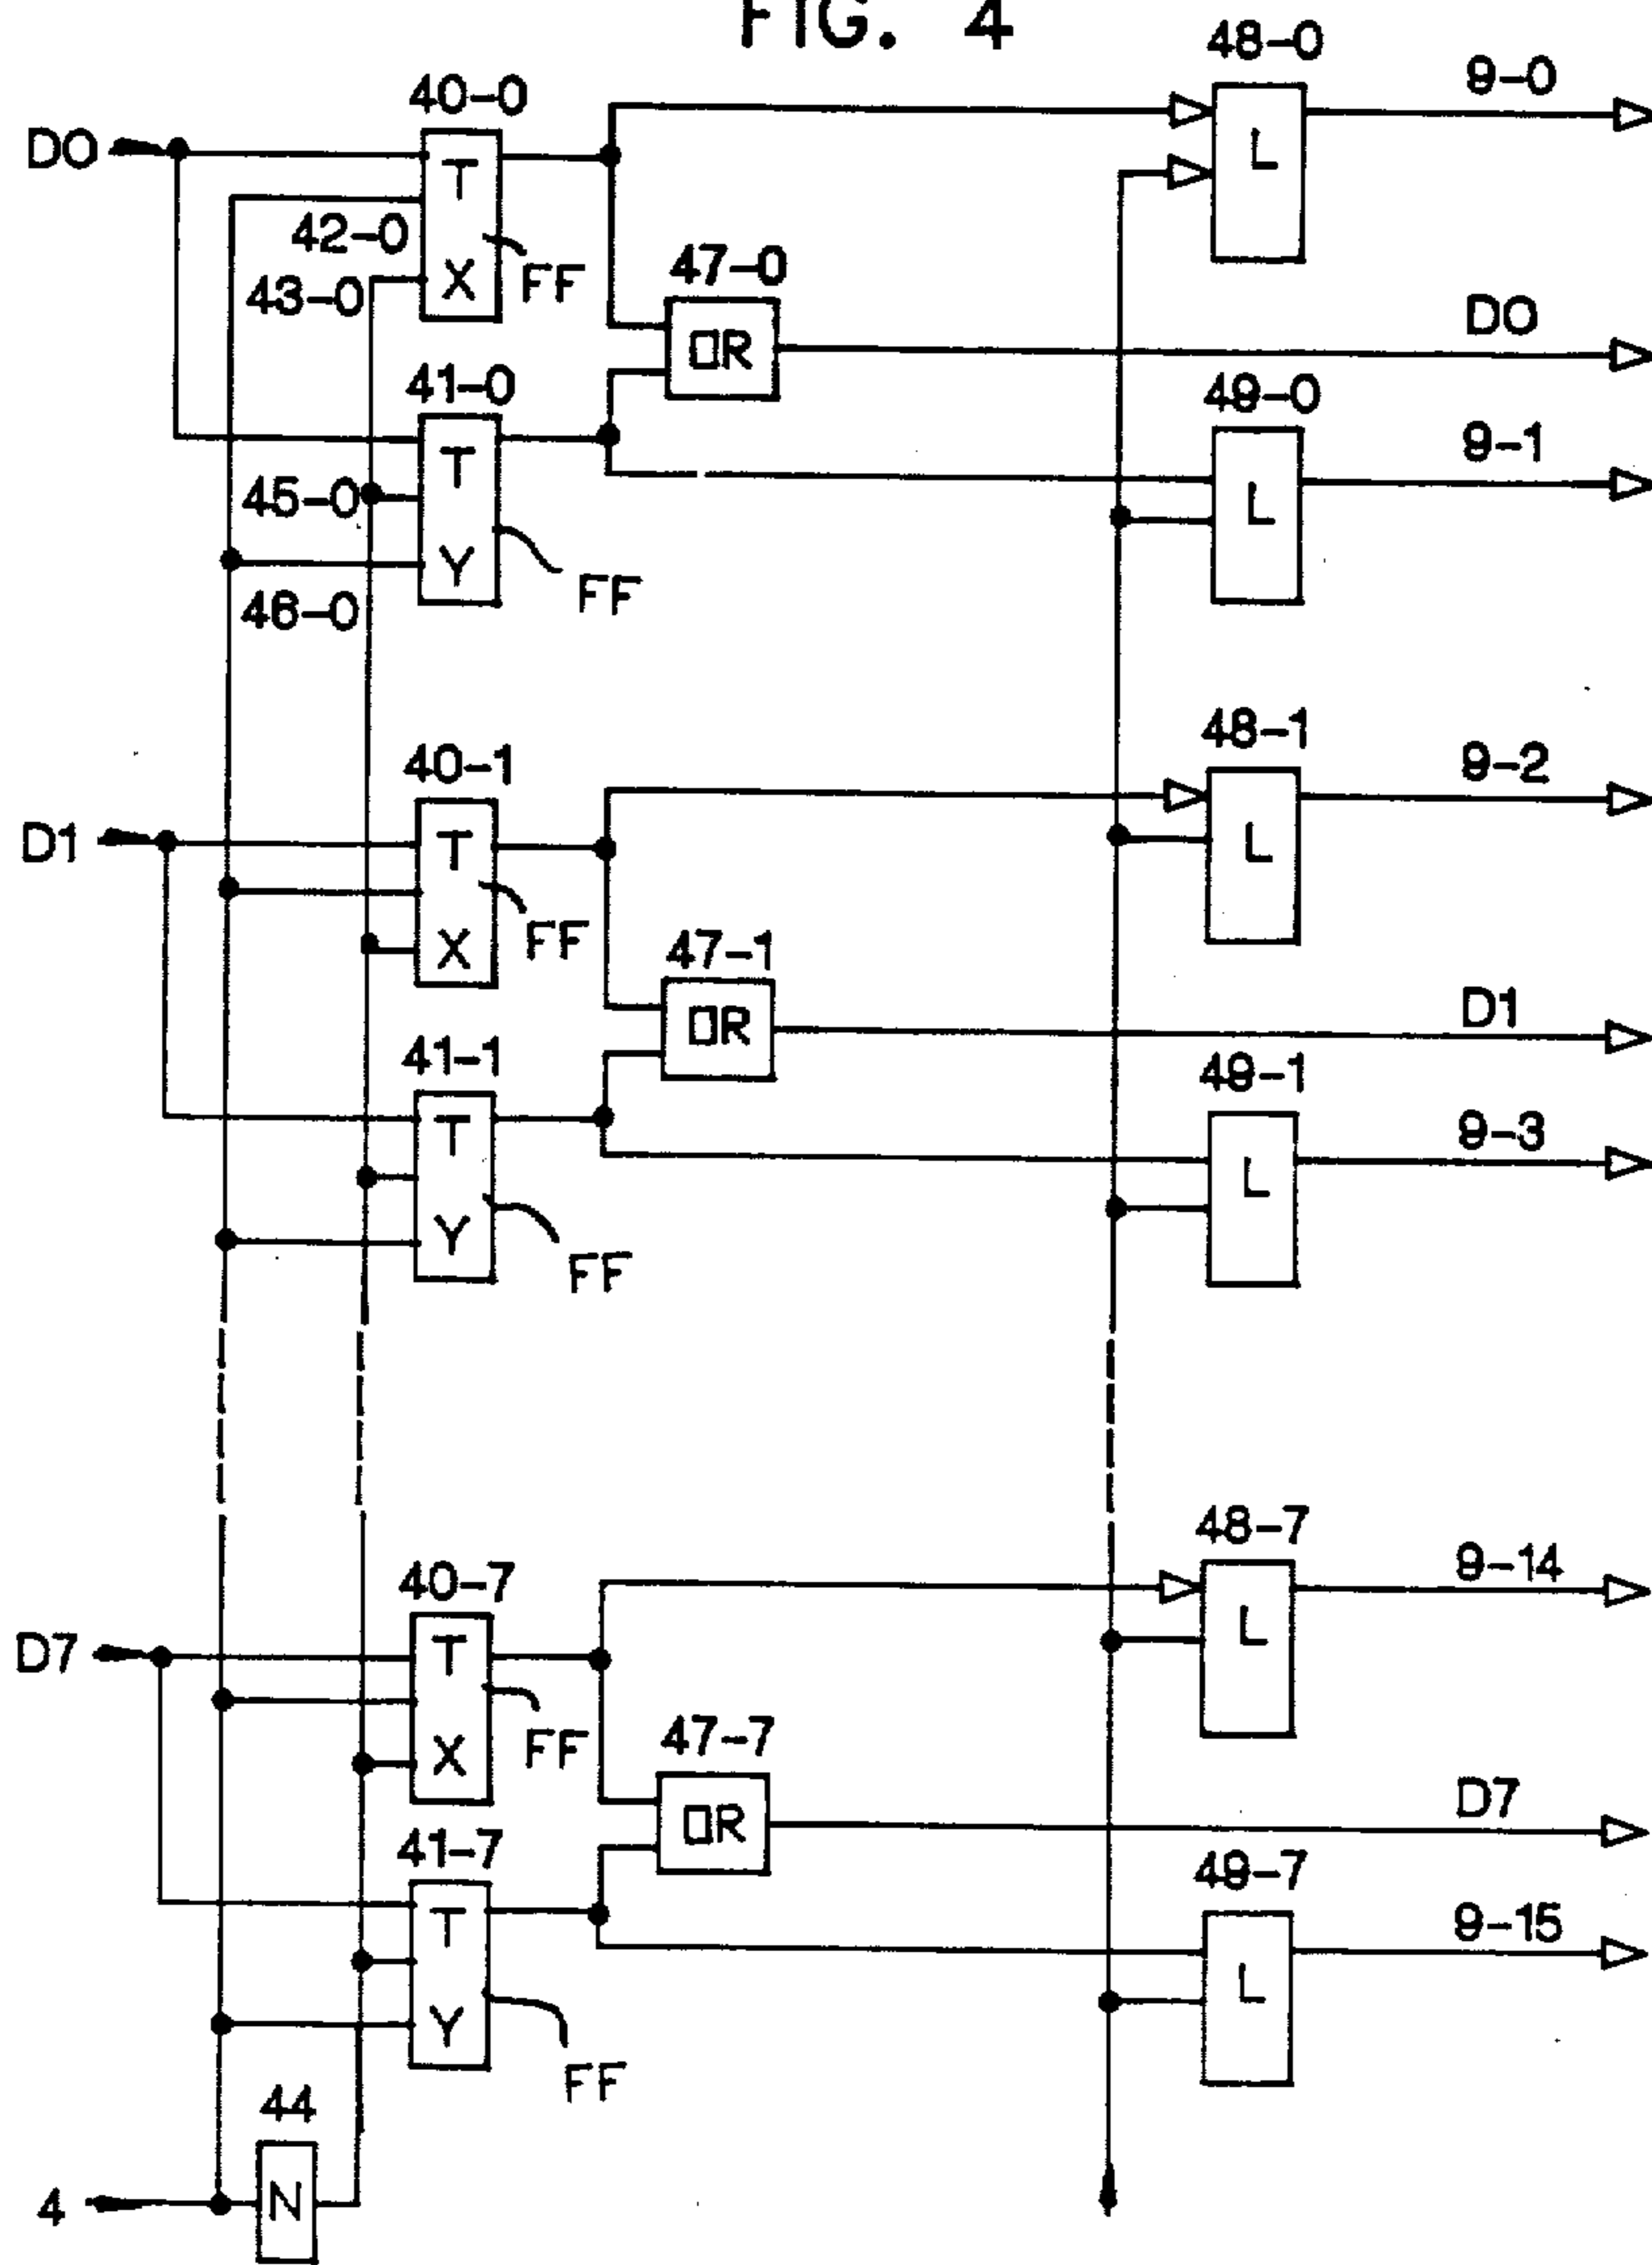 FIG. 4
48-0
9-0
40-0
D0
T
L
42-0
X
FF
43-0
47-0
OR
D0
41-0
49-0
9-1
T
45-0
L
Y
FF
46-0
48-1
9-2
40-1
D1
T
L
X
FF
47-1
OR
D1
41-1
49-1
9-3
T
L
Y
FF
48-7
9-14
40-7
D7
T
L
X
FF
47-7
OR
D7
41-7
49-7
9-15
T
L
Y
FF
44
4
N